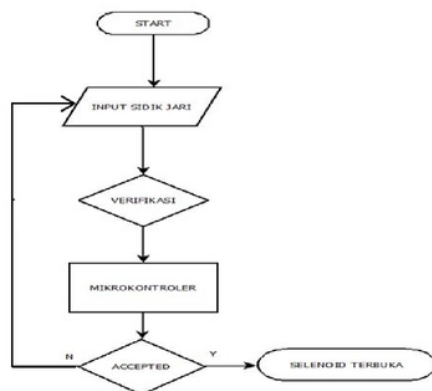 START
INPUT SIDIK JARI
VERIFIKASI
MIKROKONTROLER
N
ACCEPTED
Y
SELENOID TERBUKA